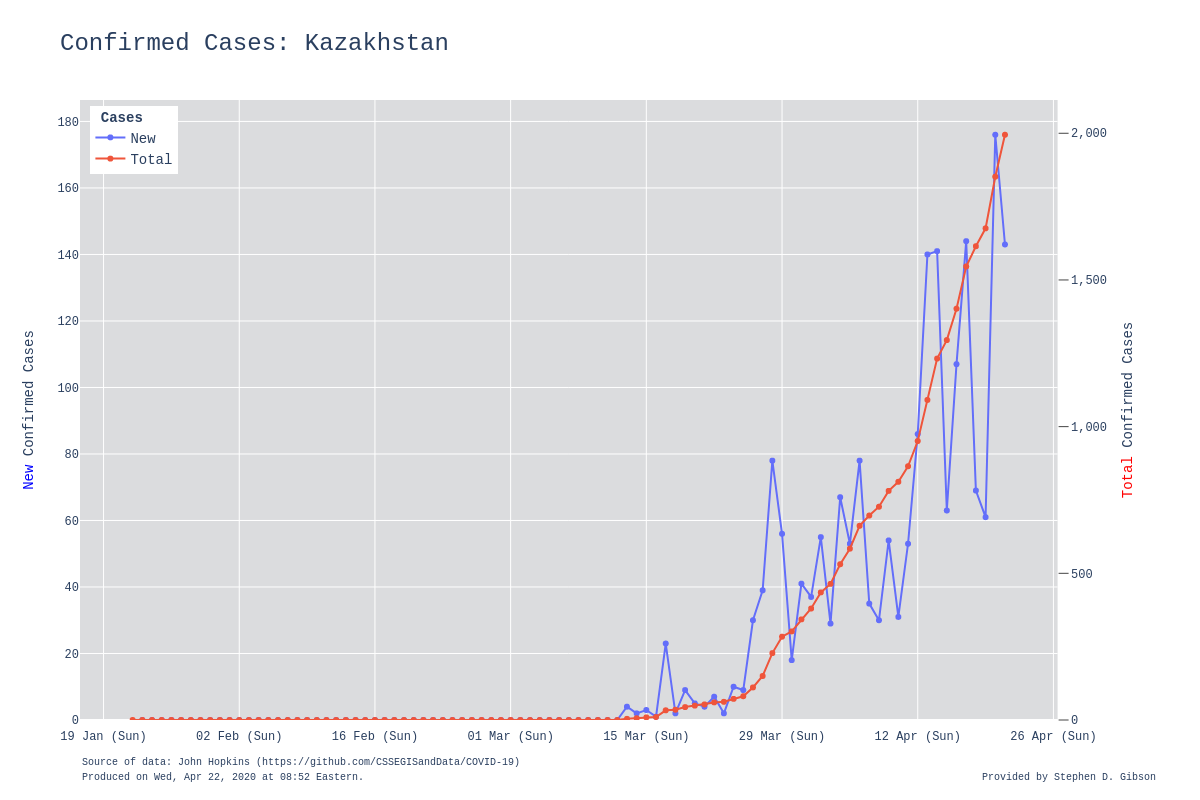 Confirmed Cases: Kazakhstan
Cases
New
Total
180
160
140
120
100
80
60
40
20
0
New Confirmed Cases
2,000
1,500
1,000
500
0
Total Confirmed Cases
19 Jan (Sun)
02 Feb (Sun)
16 Feb (Sun)
01 Mar (Sun)
15 Mar (Sun)
29 Mar (Sun)
12 Apr (Sun)
26 Apr (Sun)
Source of data: John Hopkins (https://github.com/CSSEGISandData/COVID-19)
Produced on Wed, Apr 22, 2020 at 08:52 Eastern.
Provided by Stephen D. Gibson